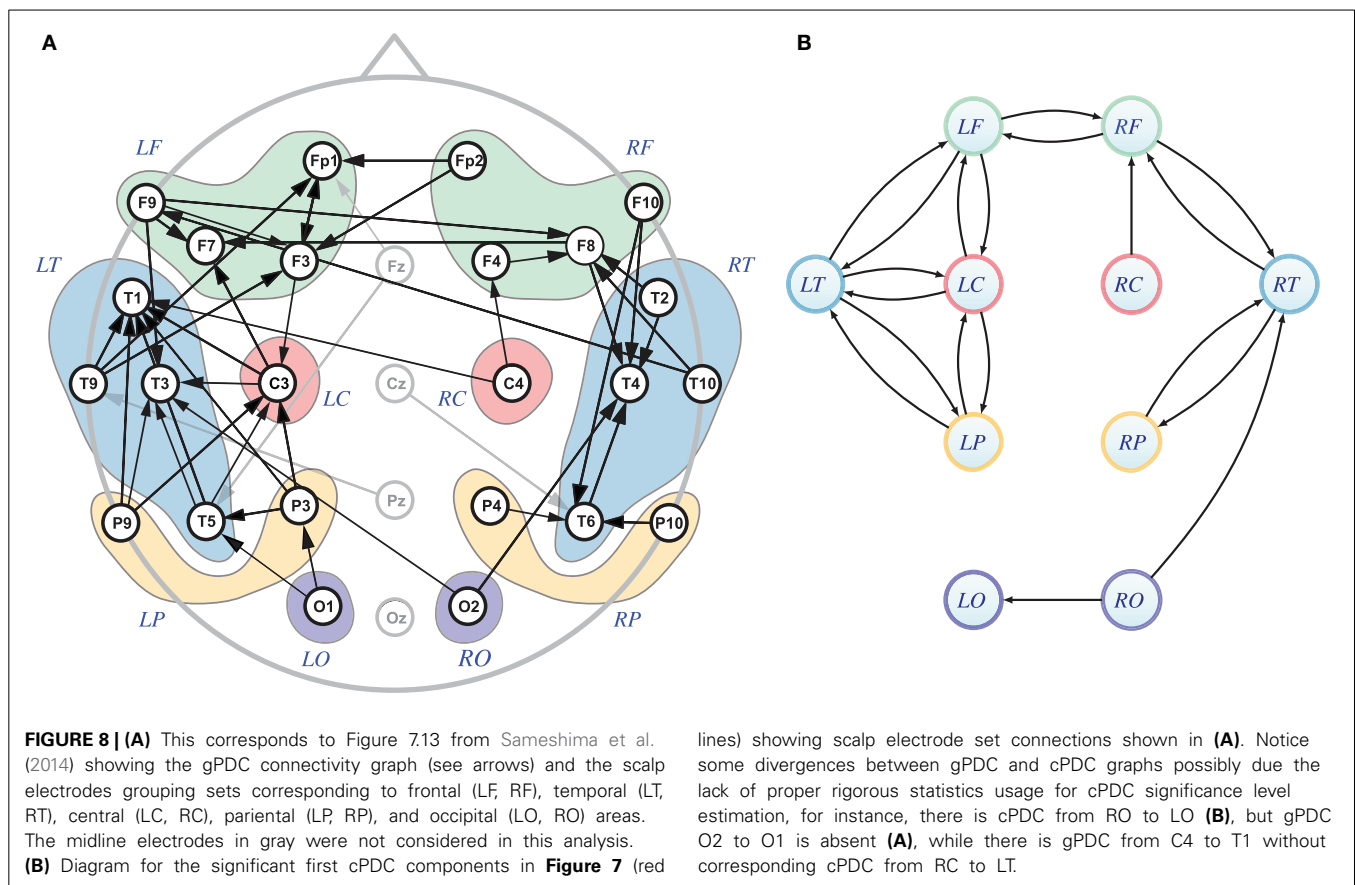 A
B
LF
RF
Fp1
Fp2
F9
F10
F7
F3
Fz
F4
F8
LT
RT
T1
T2
T9
T3
C3
LC
Cz
RC
C4
T4
T10
P9
T5
P3
Pz
P4
T6
P10
O1
Oz
O2
LP
LO
RO
RP
LF
RF
LT
LC
RC
RT
LP
RP
LO
RO
FIGURE 8 | (A) This corresponds to Figure 7.13 from Sameshima et al.
(2014) showing the gPDC connectivity graph (see arrows) and the scalp
electrodes grouping sets corresponding to frontal (LF, RF), temporal (LT,
RT), central (LC, RC), pariental (LP, RP), and occipital (LO, RO) areas.
The midline electrodes in gray were not considered in this analysis.
(B) Diagram for the significant first cPDC components in Figure 7 (red
lines) showing scalp electrode set connections shown in (A). Notice
some divergences between gPDC and cPDC graphs possibly due the
lack of proper rigorous statistics usage for cPDC significance level
estimation, for instance, there is cPDC from RO to LO (B), but gPDC
O2 to O1 is absent (A), while there is gPDC from C4 to T1 without
corresponding cPDC from RC to LT.